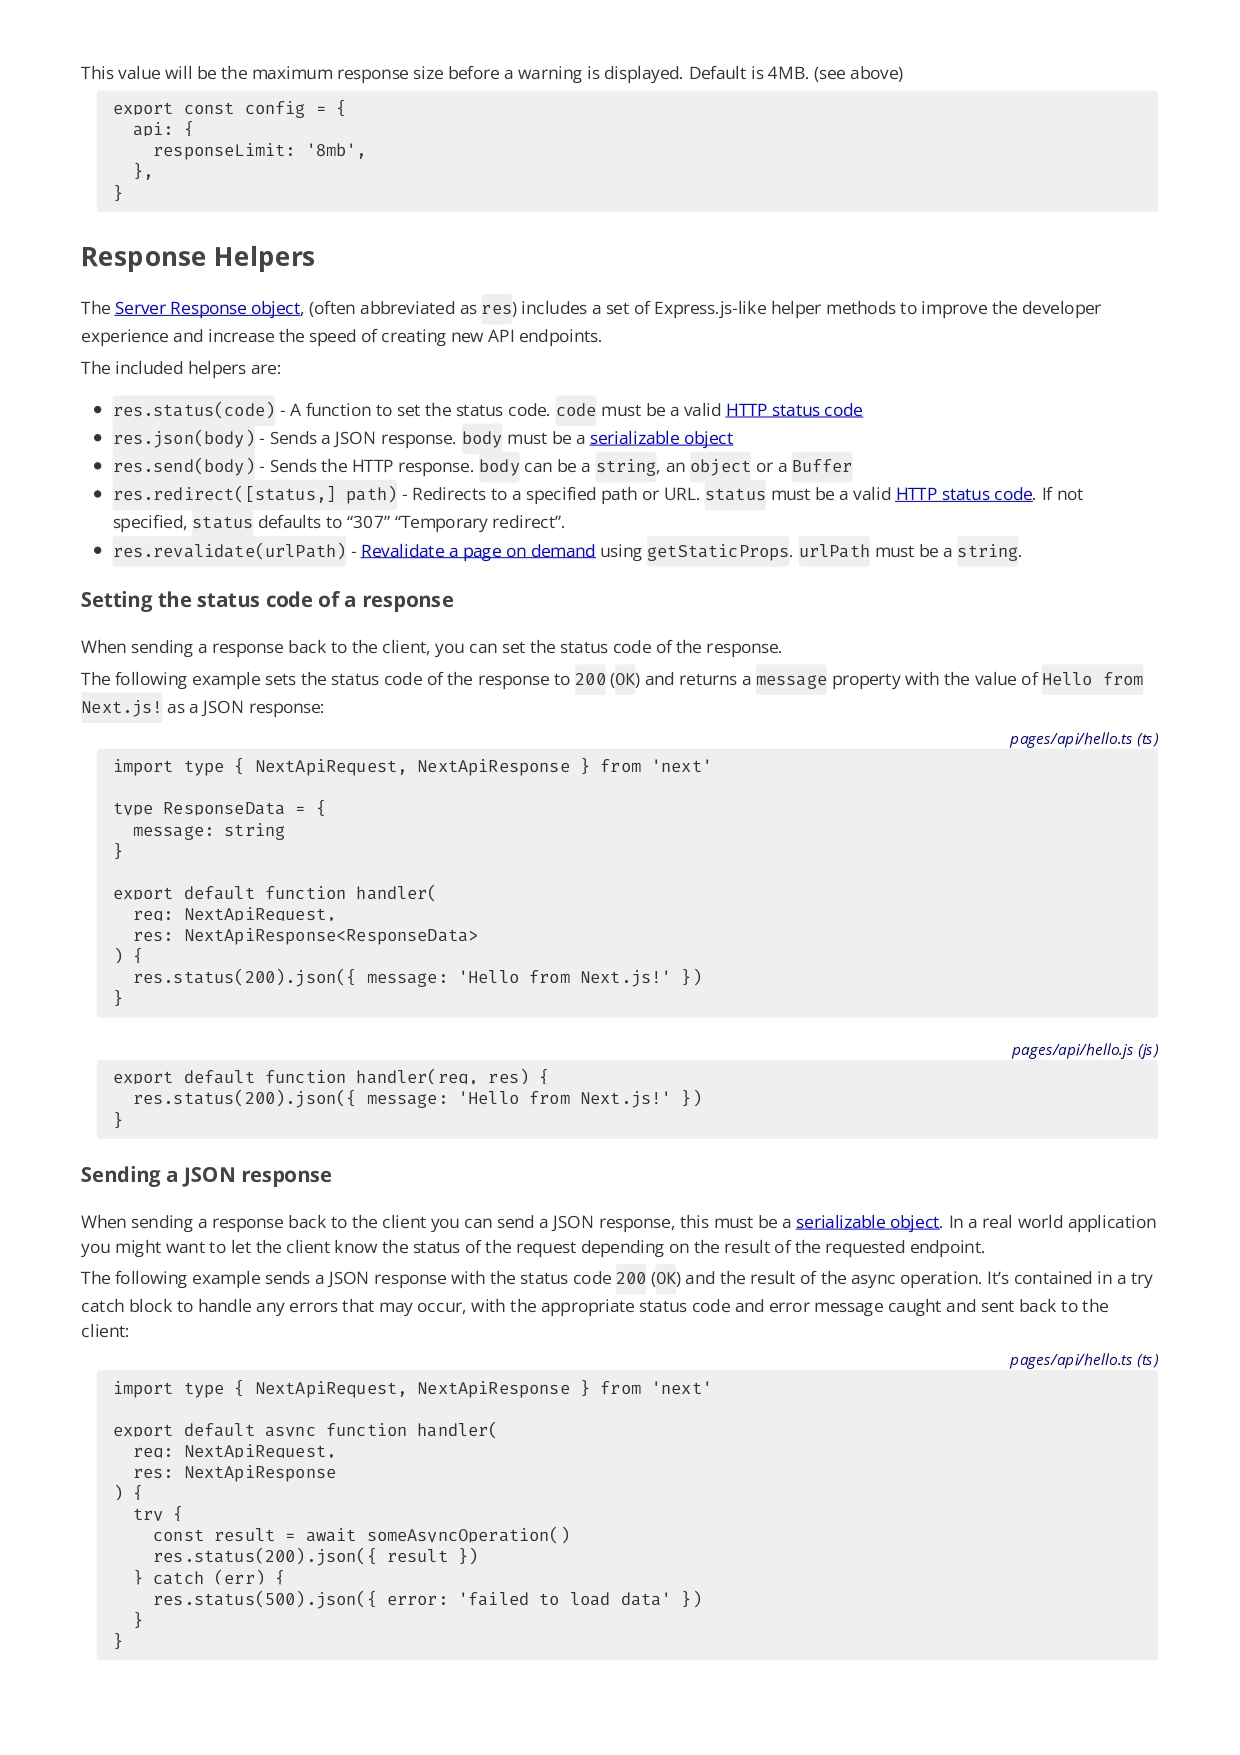 This value will be the maximum response size before a warning is displayed. Default is 4MB. (see above)
export const config = {
  api: {
    responseLimit: '8mb',
  },
}
Response Helpers
The Server Response object, (often abbreviated as res) includes a set of Express.js-like helper methods to improve the developer
experience and increase the speed of creating new API endpoints.
The included helpers are:
• res.status(code) - A function to set the status code. code must be a valid HTTP status code
• res.json(body) - Sends a JSON response. body must be a serializable object
• res.send(body) - Sends the HTTP response. body can be a string, an object or a Buffer
• res.redirect([status,] path) - Redirects to a specified path or URL. status must be a valid HTTP status code. If not
specified, status defaults to “307” “Temporary redirect”.
• res.revalidate(urlPath) - Revalidate a page on demand using getStaticProps. urlPath must be a string.
Setting the status code of a response
When sending a response back to the client, you can set the status code of the response.
The following example sets the status code of the response to 200 (OK) and returns a message property with the value of Hello from
Next.js! as a JSON response:
pages/api/hello.ts (ts)
import type { NextApiRequest, NextApiResponse } from 'next'

type ResponseData = {
  message: string
}

export default function handler(
  req: NextApiRequest,
  res: NextApiResponse<ResponseData>
) {
  res.status(200).json({ message: 'Hello from Next.js!' })
}
pages/api/hello.js (js)
export default function handler(req, res) {
  res.status(200).json({ message: 'Hello from Next.js!' })
}
Sending a JSON response
When sending a response back to the client you can send a JSON response, this must be a serializable object. In a real world application
you might want to let the client know the status of the request depending on the result of the requested endpoint.
The following example sends a JSON response with the status code 200 (OK) and the result of the async operation. It’s contained in a try
catch block to handle any errors that may occur, with the appropriate status code and error message caught and sent back to the
client:
pages/api/hello.ts (ts)
import type { NextApiRequest, NextApiResponse } from 'next'

export default async function handler(
  req: NextApiRequest,
  res: NextApiResponse
) {
  try {
    const result = await someAsyncOperation()
    res.status(200).json({ result })
  } catch (err) {
    res.status(500).json({ error: 'failed to load data' })
  }
}